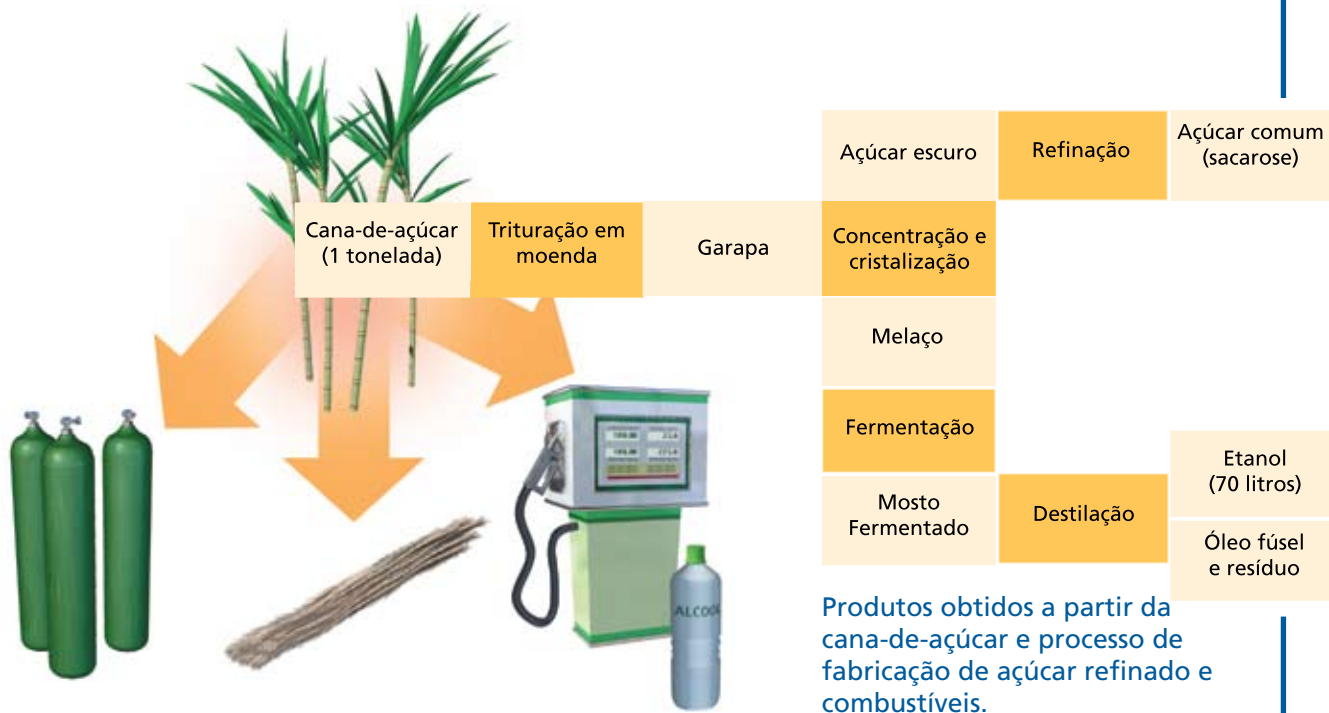 Cana-de-açúcar
(1 tonelada)
Trituração em
moenda
Garapa
Açúcar escuro
Refinação
Açúcar comum
(sacarose)
Concentração e
cristalização
Melaço
Fermentação
Mosto
Fermentado
Destilação
Etanol
(70 litros)
Óleo fúsel
e resíduo
ALCOOL
Produtos obtidos a partir da
cana-de-açúcar e processo de
fabricação de açúcar refinado e
combustíveis.